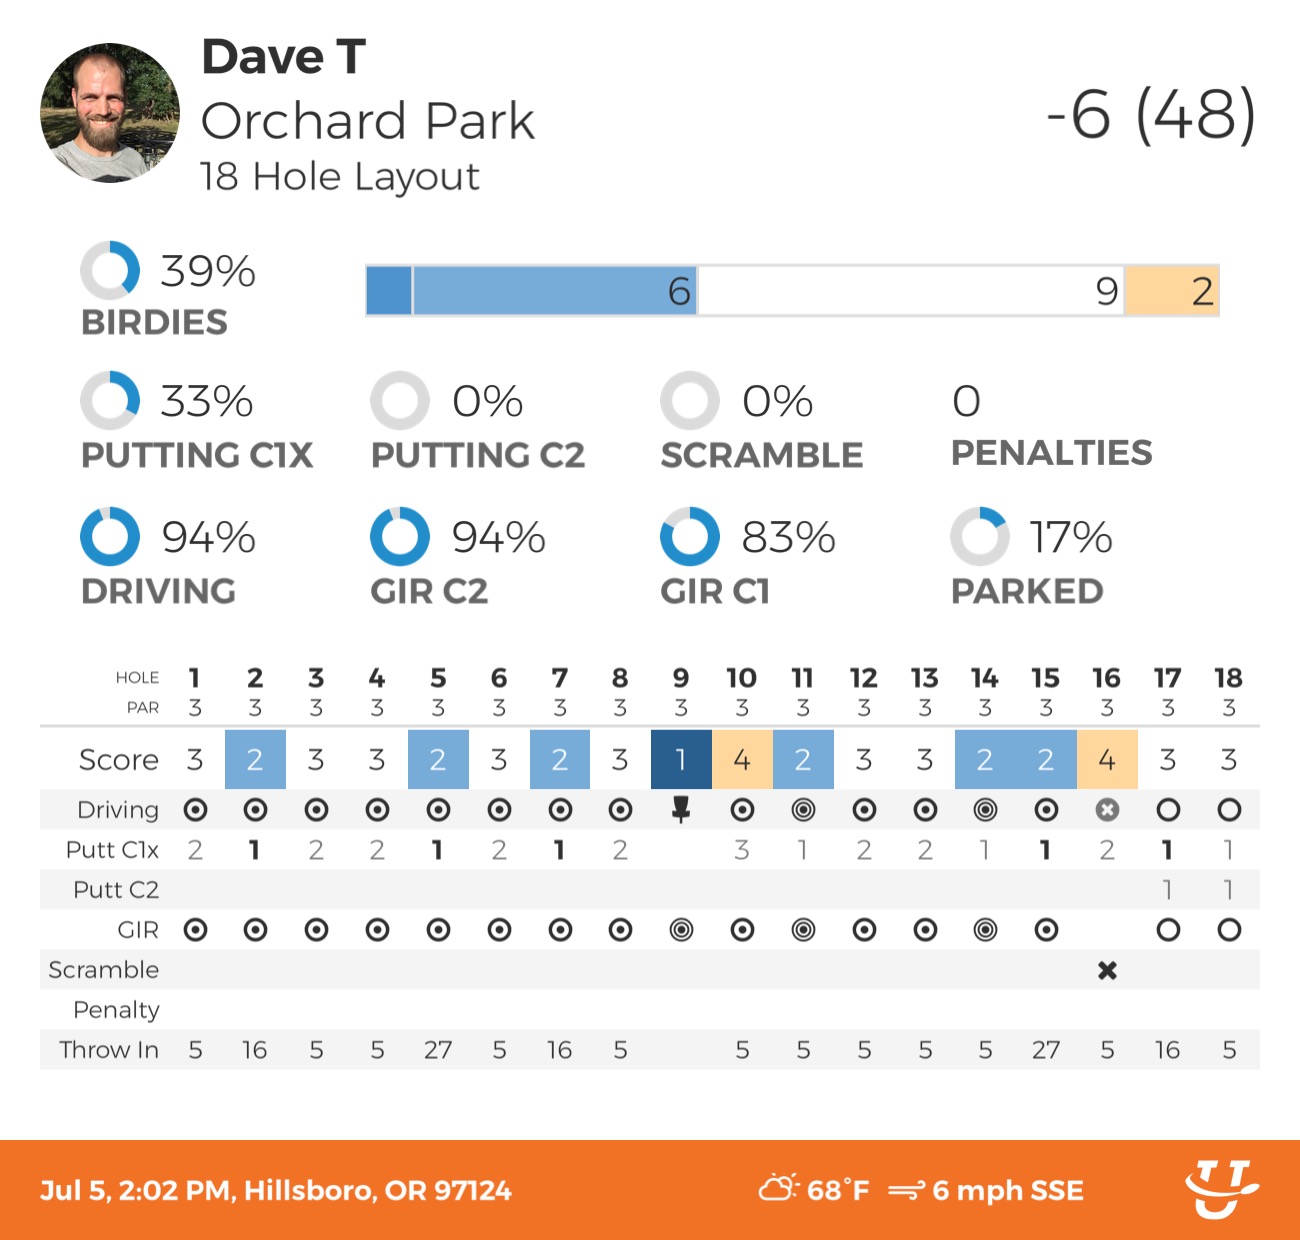 Dave T
Orchard Park
18 Hole Layout
-6 (48)
39%
BIRDIES
6 9 2
33% 0% 0% 0
PUTTING C1X PUTTING C2 SCRAMBLE PENALTIES
94% 94% 83% 17%
DRIVING GIR C2 GIR C1 PARKED
HOLE 1 2 3 4 5 6 7 8 9 10 11 12 13 14 15 16 17 18
PAR 3 3 3 3 3 3 3 3 3 3 3 3 3 3 3 3 3 3
Score 3 2 3 3 2 3 2 3 1 4 2 3 3 2 2 4 3 3
Driving
Putt C1x 2 1 2 2 1 2 1 2 3 1 2 2 1 1 2 1 1
Putt C2 1 1
GIR
Scramble
Penalty
Throw In 5 16 5 5 27 5 16 5 5 5 5 5 5 27 5 16 5
Jul 5, 2:02 PM, Hillsboro, OR 97124
68°F 6 mph SSE